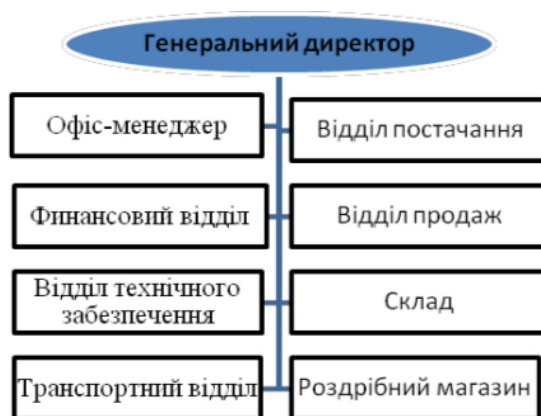 Генеральний директор
Офіс-менеджер
Відділ постачання
Финансовий відділ
Відділ продаж
Відділ технічного
забезпечення
Склад
Транспортний відділ
Роздрібний магазин